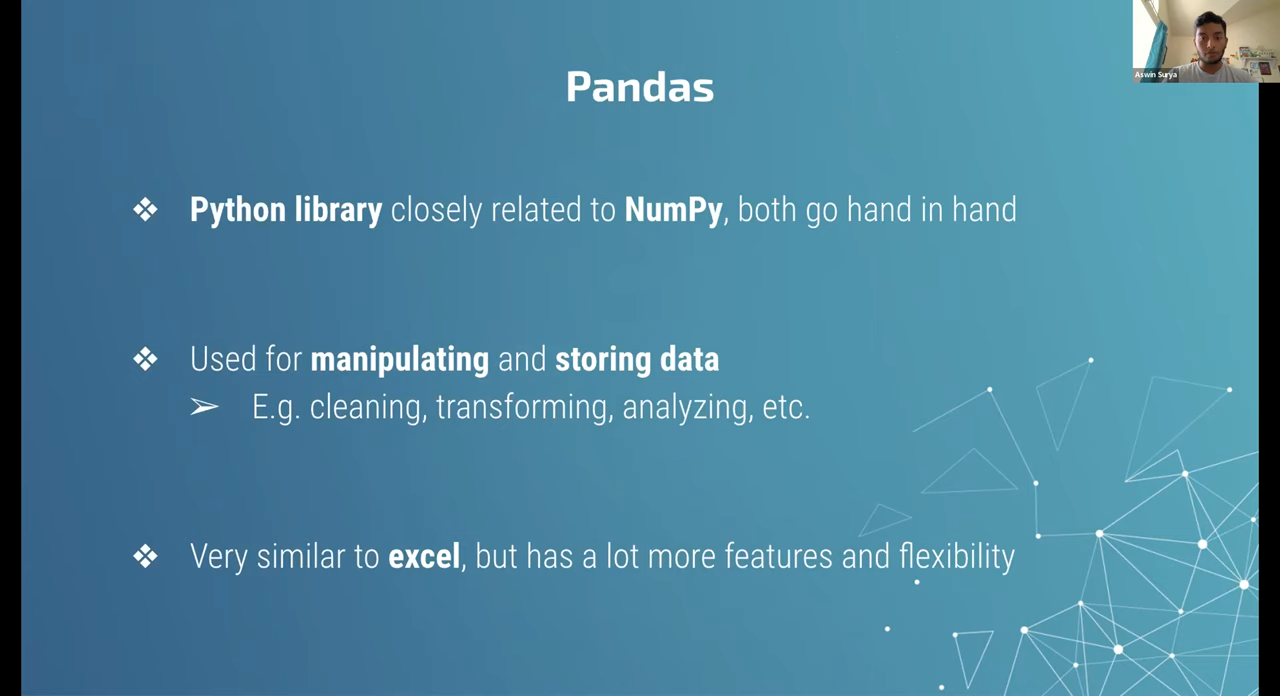 Pandas
Aswin Surya
❖ Python library closely related to NumPy, both go hand in hand
❖ Used for manipulating and storing data
➢ E.g. cleaning, transforming, analyzing, etc.
❖ Very similar to excel, but has a lot more features and flexibility